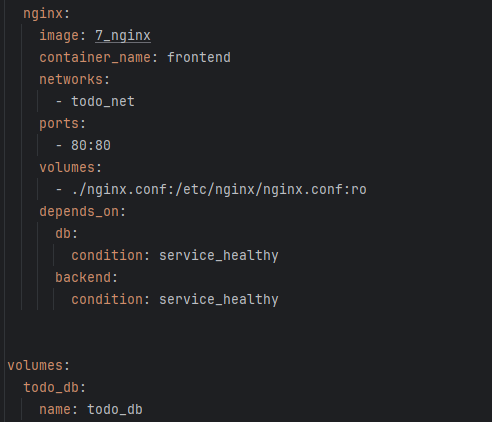 nginx:
image: 7_nginx
container_name: frontend
networks:
- todo_net
ports:
- 80:80
volumes:
- ./nginx.conf:/etc/nginx/nginx.conf:ro
depends_on:
db:
condition: service_healthy
backend:
condition: service_healthy
volumes:
todo_db:
name: todo_db